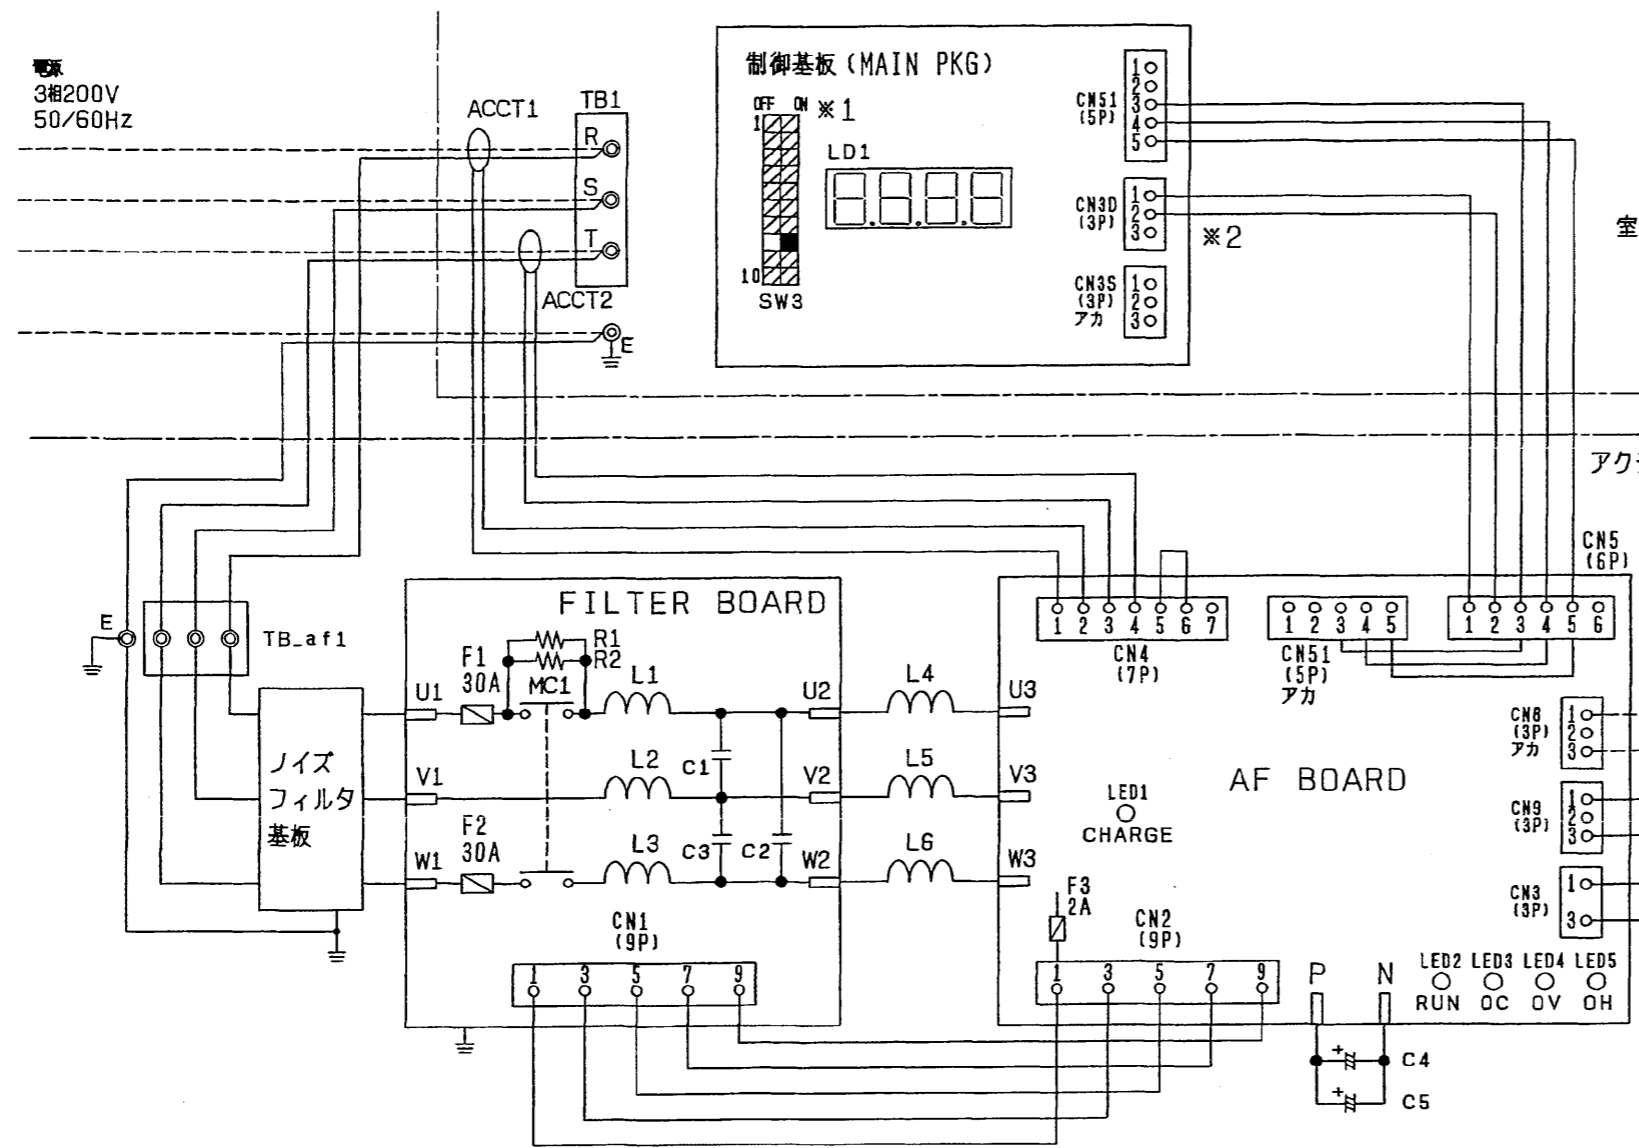 電源
3相200V
50/60Hz
ACCT1
TB1
R
S
T
ACCT2
E
制御基板(MAIN PKG)
OFF ON ※1
1
10
SW3
LD1
CN51
(5P)
1
2
3
4
5
CN3D
(3P)
1
2
3
※2
CN3S
(3P)
アカ
1
2
3
室
アク
E
TB_af1
ノイズ
フィルタ
基板
FILTER BOARD
R1
R2
F1
30A
MC1
L1
U1
U2
L2
C1
V1
V2
F2
30A
L3
C3
C2
W1
W2
CN1
(9P)
1 3 5 7 9
L4
L5
L6
CN5
(6P)
1 2 3 4 5 6 7
CN4
(7P)
1 2 3 4 5
CN51
(5P)
アカ
1 2 3 4 5 6
U3
V3
W3
AF BOARD
LED1
CHARGE
CN8
(3P)
アカ
1
2
3
CN9
(3P)
1
2
3
CN3
(3P)
1
3
F3
2A
CN2
(9P)
1 3 5 7 9
P N
LED2 LED3 LED4 LED5
RUN OC OV OH
+
C4
+
C5